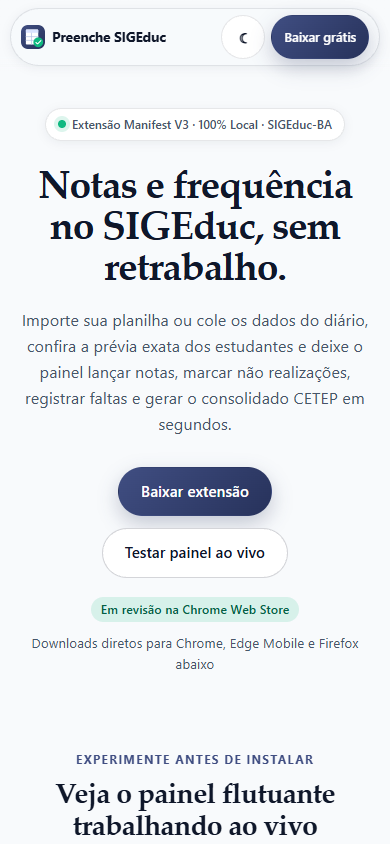 Preenche SIGEduc
Baixar grátis
Extensão Manifest V3 · 100% Local · SIGEduc-BA
Notas e frequência
no SIGEduc, sem
retrabalho.
Importe sua planilha ou cole os dados do diário,
confira a prévia exata dos estudantes e deixe o
painel lançar notas, marcar não realizações,
registrar faltas e gerar o consolidado CETEP em
segundos.
Baixar extensão
Testar painel ao vivo
Em revisão na Chrome Web Store
Downloads diretos para Chrome, Edge Mobile e Firefox
abaixo
EXPERIMENTE ANTES DE INSTALAR
Veja o painel flutuante
trabalhando ao vivo